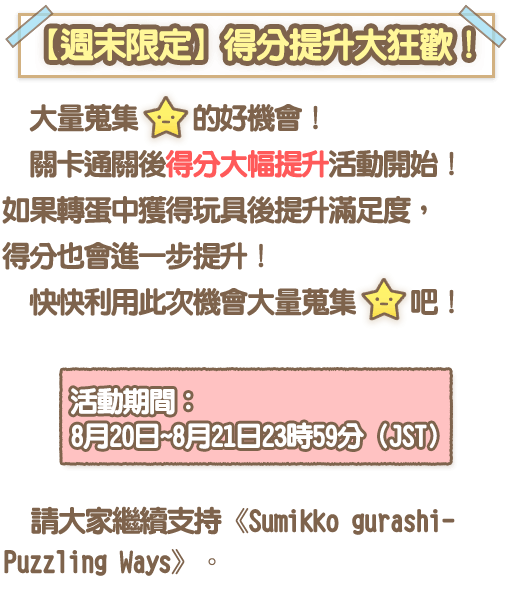 【週末限定】得分提升大狂歡！
大量蒐集的好機會！
關卡通關後得分大幅提升活動開始！
如果轉蛋中獲得玩具後提升滿足度，
得分也會進一步提升！
快快利用此次機會大量蒐集吧！
活動期間：
8月20日~8月21日23時59分（JST）
請大家繼續支持《Sumikko gurashi-
Puzzling Ways》。